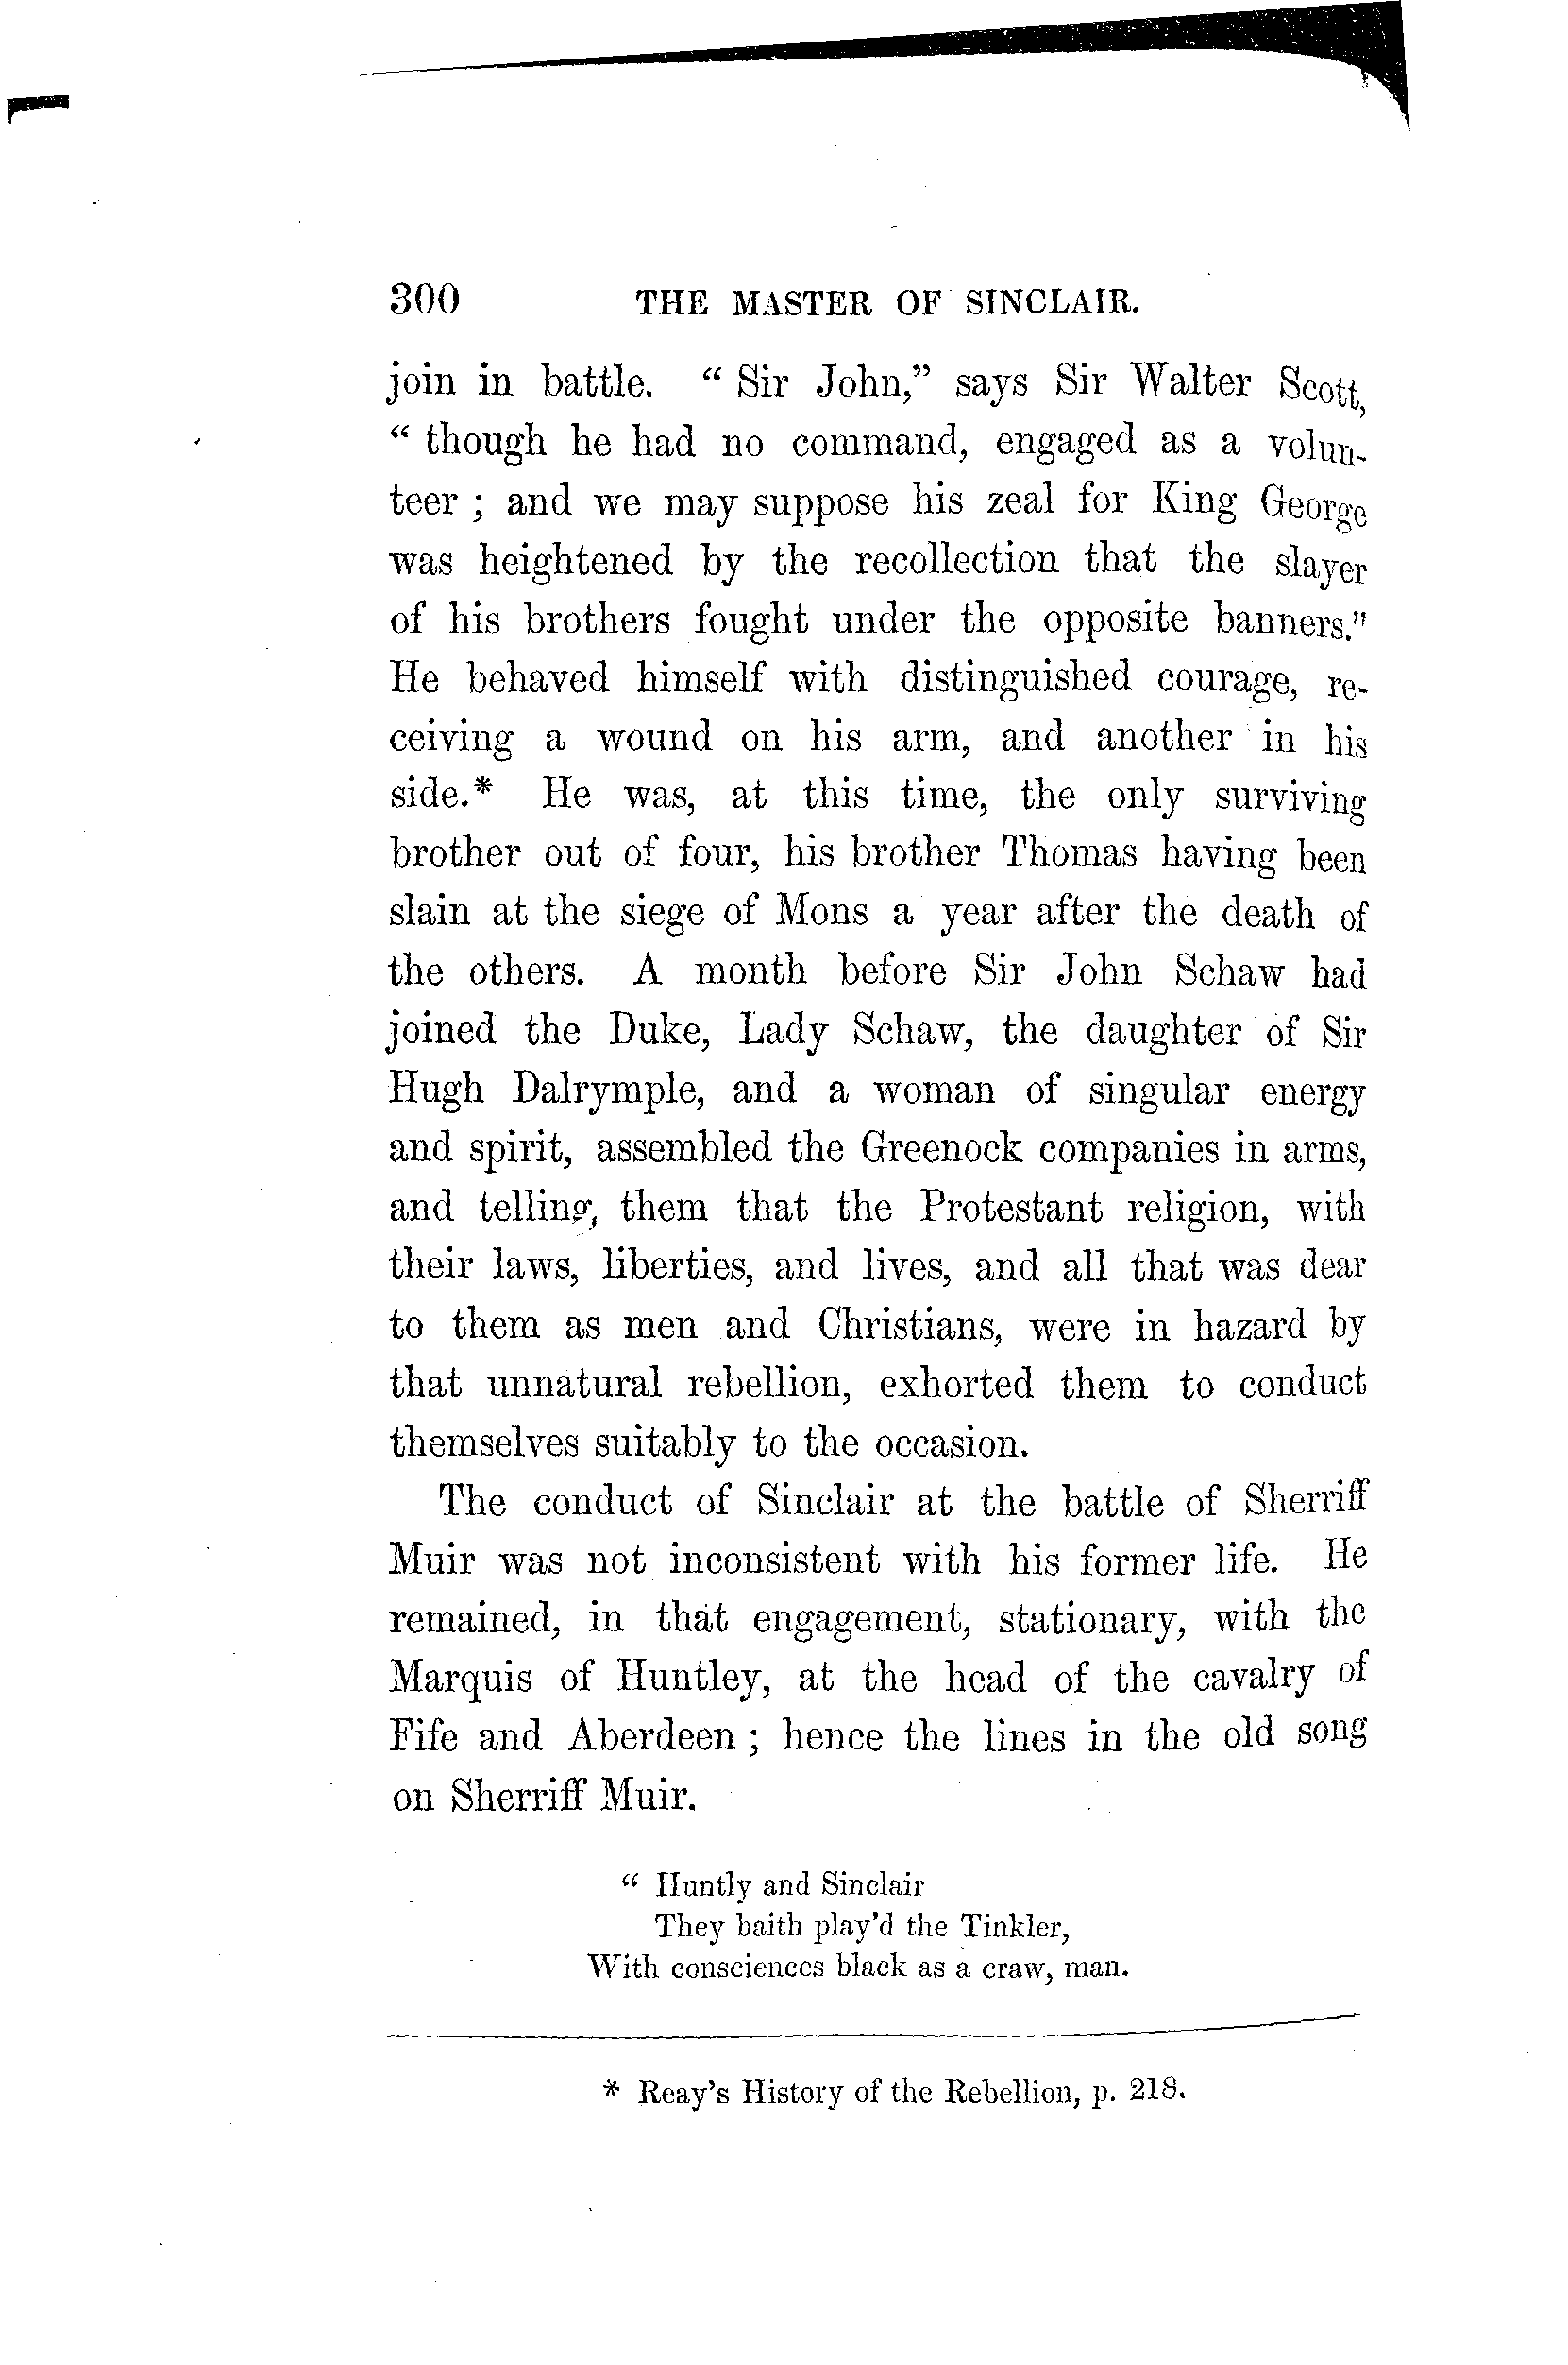 300 THE MASTER OF SINCLAIR.
join in battle. " Sir John," says Sir Walter Scott,
" though he had no command, engaged as a volun-
teer ; and we may suppose his zeal for King George
was heightened by the recollection that the slayer
of his brothers fought under the opposite banners."
He behaved himself with distinguished courage, re-
ceiving a wound on his arm, and another in his
side.* He was, at this time, the only surviving
brother out of four, his brother Thomas having been
slain at the siege of Mons a year after the death of
the others. A month before Sir John Schaw had
joined the Duke, Lady Schaw, the daughter of Sir
Hugh Dalrymple, and a woman of singular energy
and spirit, assembled the Greenock companies in arms,
and telling, them that the Protestant religion, with
their laws, liberties, and lives, and all that was dear
to them as men and Christians, were in hazard by
that unnatural rebellion, exhorted them to conduct
themselves suitably to the occasion.
The conduct of Sinclair at the battle of Sherriff
Muir was not inconsistent with his former life. He
remained, in that engagement, stationary, with the
Marquis of Huntley, at the head of the cavalry of
Fife and Aberdeen ; hence the lines in the old song
on Sherriff Muir.
" Huntly and Sinclair
They baith play'd the Tinkler,
With consciences black as a craw, man.
* Reay's History of the Rebellion, p. 218.